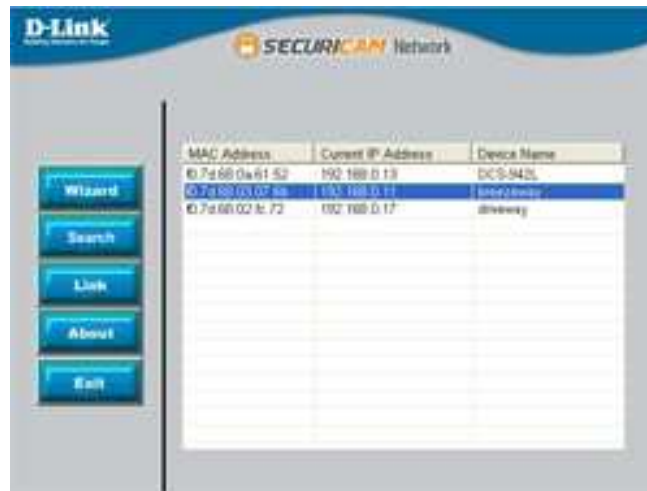 D-Link
SECURICAM Network
MAC Address Current IP Address Device Name
192.168.0.13 DCS-942L
192.168.0.11 breezeway
192.168.0.17 driveway
Wizard
Search
Link
About
Exit